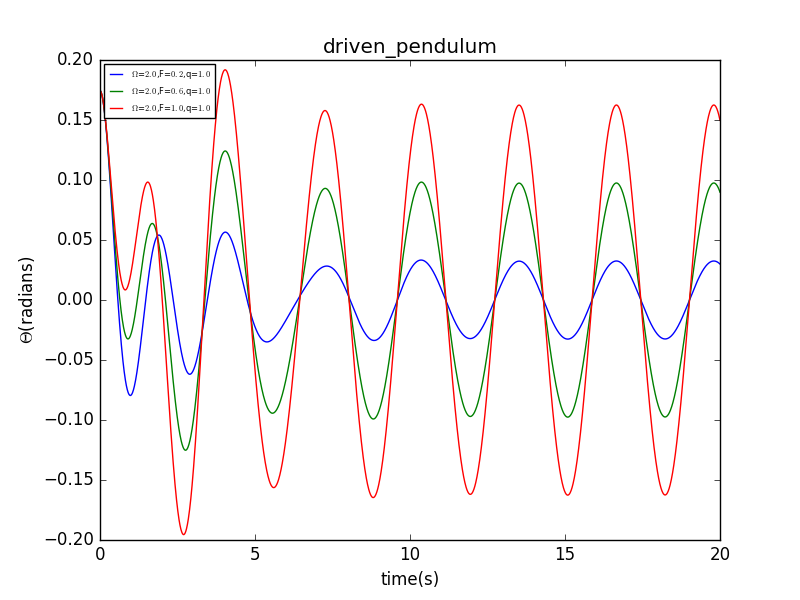 driven_pendulum
Ω=2.0,F=0.2,q=1.0
Ω=2.0,F=0.6,q=1.0
Ω=2.0,F=1.0,q=1.0
0.20
0.15
0.10
0.05
0.00
−0.05
−0.10
−0.15
−0.20
Θ(radians)
0 5 10 15 20
time(s)